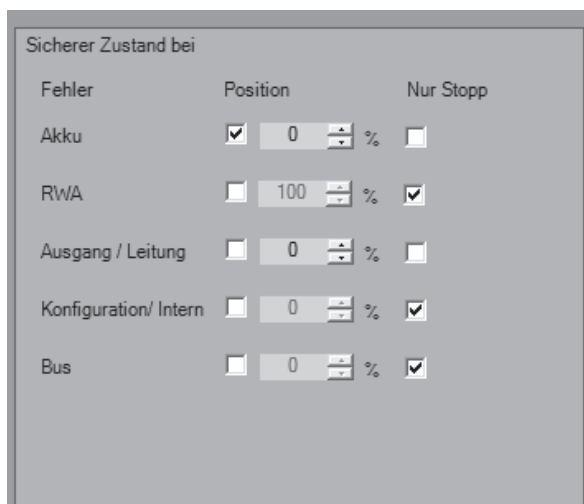 Sicherer Zustand bei
Fehler Position Nur Stopp
Akku 0 %
RWA 100 %
Ausgang / Leitung 0 %
Konfiguration/ Intern 0 %
Bus 0 %